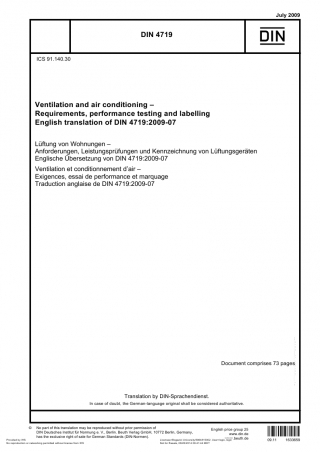 July 2009
DIN 4719
DIN
ICS 91.140.30
Ventilation and air conditioning –
Requirements, performance testing and labelling
English translation of DIN 4719:2009-07
Lüftung von Wohnungen –
Anforderungen, Leistungsprüfungen und Kennzeichnung von Lüftungsgeräten
Englische Übersetzung von DIN 4719:2009-07
Ventilation et conditionnement d'air –
Exigences, essai de performance et marquage
Traduction anglaise de DIN 4719:2009-07
Document comprises 73 pages
Translation by DIN-Sprachendienst.
In case of doubt, the German-language original shall be considered authoritative.
© No part of this translation may be reproduced without prior permission of
DIN Deutsches Institut für Normung e. V., Berlin. Beuth Verlag GmbH, 10772 Berlin, Germany,
has the exclusive right of sale for German Standards (DIN-Normen).
English price group 25
www.din.de
beuth.de